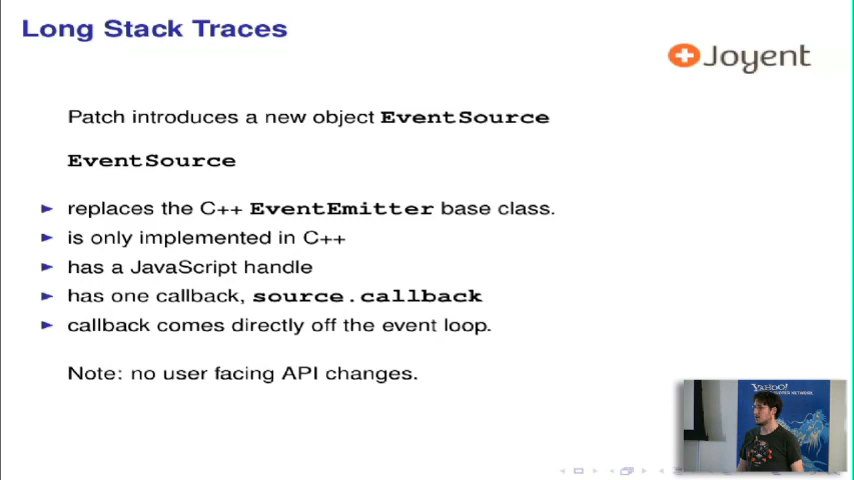 Long Stack Traces
Joyent
Patch introduces a new object EventSource
EventSource
replaces the C++ EventEmitter base class.
is only implemented in C++
has a JavaScript handle
has one callback, source.callback
callback comes directly off the event loop.
Note: no user facing API changes.
YAHOO!
NETWORK